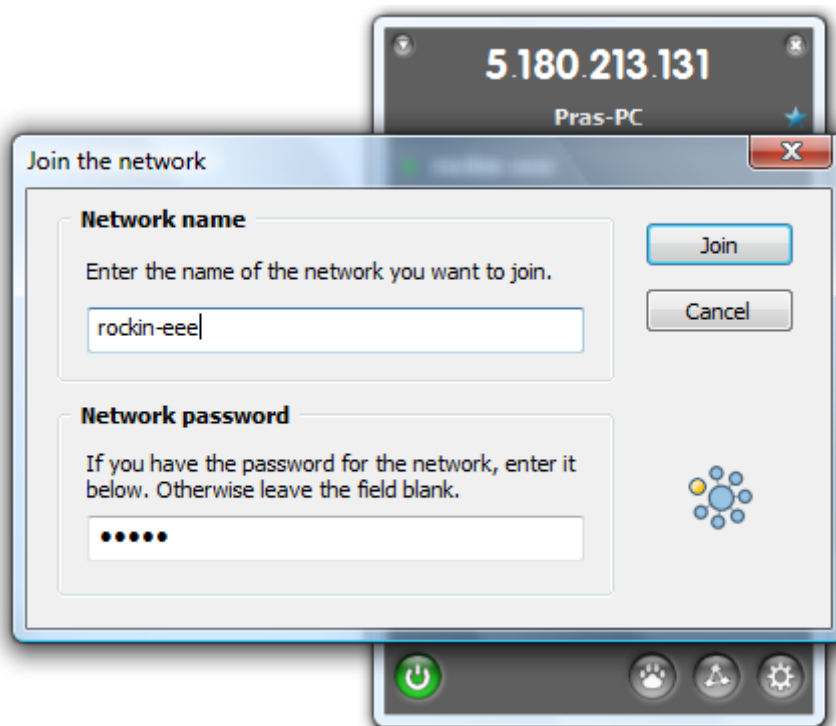 5.180.213.131
Pras-PC
Join the network
Network name
Enter the name of the network you want to join.
rockin-eee
Join
Cancel
Network password
If you have the password for the network, enter it
below. Otherwise leave the field blank.
•••••